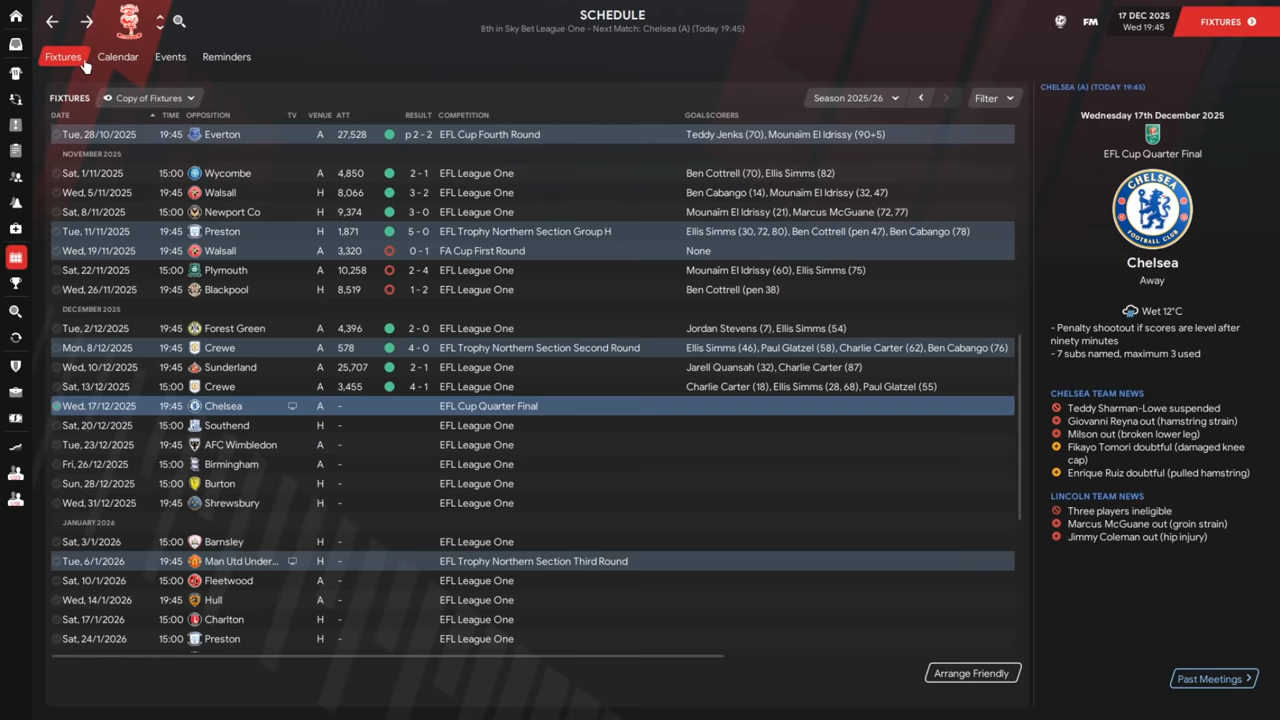 SCHEDULE
8th in Sky Bet League One - Next Match: Chelsea (A) (Today 19:45)
FM
17 DEC 2025
Wed 19:45
FIXTURES
Fixtures Calendar Events Reminders
FIXTURES Copy of Fixtures Season 2025/26 Filter
DATE TIME OPPOSITION TV VENUE ATT RESULT COMPETITION GOALSCORERS
Tue, 28/10/2025 19:45 Everton A 27,528 p 2 - 2 EFL Cup Fourth Round Teddy Jenks (70), Mounaïm El Idrissy (90+5)
NOVEMBER 2025
Sat, 1/11/2025 15:00 Wycombe A 4,850 2 - 1 EFL League One Ben Cottrell (70), Ellis Simms (82)
Wed, 5/11/2025 19:45 Walsall H 8,066 3 - 2 EFL League One Ben Cabango (14), Mounaïm El Idrissy (32, 47)
Sat, 8/11/2025 15:00 Newport Co H 9,374 3 - 0 EFL League One Mounaïm El Idrissy (21), Marcus McGuane (72, 77)
Tue, 11/11/2025 19:45 Preston H 1,871 5 - 0 EFL Trophy Northern Section Group H Ellis Simms (30, 72, 80), Ben Cottrell (pen 47), Ben Cabango (78)
Wed, 19/11/2025 19:45 Walsall A 3,320 0 - 1 FA Cup First Round None
Sat, 22/11/2025 15:00 Plymouth A 10,258 2 - 4 EFL League One Mounaïm El Idrissy (60), Ellis Simms (75)
Wed, 26/11/2025 19:45 Blackpool H 8,519 1 - 2 EFL League One Ben Cottrell (pen 38)
DECEMBER 2025
Tue, 2/12/2025 19:45 Forest Green A 4,396 2 - 0 EFL League One Jordan Stevens (7), Ellis Simms (54)
Mon, 8/12/2025 19:45 Crewe A 578 4 - 0 EFL Trophy Northern Section Second Round Ellis Simms (46), Paul Glatzel (58), Charlie Carter (62), Ben Cabango (76)
Wed, 10/12/2025 19:45 Sunderland A 25,707 2 - 1 EFL League One Jarell Quansah (32), Charlie Carter (87)
Sat, 13/12/2025 15:00 Crewe A 3,455 4 - 1 EFL League One Charlie Carter (18), Ellis Simms (28, 68), Paul Glatzel (55)
Wed, 17/12/2025 19:45 Chelsea A - EFL Cup Quarter Final
Sat, 20/12/2025 15:00 Southend H - EFL League One
Tue, 23/12/2025 19:45 AFC Wimbledon A - EFL League One
Fri, 26/12/2025 15:00 Birmingham A - EFL League One
Sun, 28/12/2025 15:00 Burton H - EFL League One
Wed, 31/12/2025 19:45 Shrewsbury H - EFL League One
JANUARY 2026
Sat, 3/1/2026 15:00 Barnsley H - EFL League One
Tue, 6/1/2026 19:45 Man Utd Under... H - EFL Trophy Northern Section Third Round
Sat, 10/1/2026 15:00 Fleetwood A - EFL League One
Wed, 14/1/2026 19:45 Hull A - EFL League One
Sat, 17/1/2026 15:00 Charlton H - EFL League One
Sat, 24/1/2026 15:00 Preston H - EFL League One
Arrange Friendly
CHELSEA (A) (TODAY 19:45)
Wednesday 17th December 2025
EFL Cup Quarter Final
CHELSEA
FOOTBALL CLUB
Chelsea
Away
Wet 12°C
- Penalty shootout if scores are level after
ninety minutes
- 7 subs named, maximum 3 used
CHELSEA TEAM NEWS
Teddy Sharman-Lowe suspended
Giovanni Reyna out (hamstring strain)
Milson out (broken lower leg)
Fikayo Tomori doubtful (damaged knee
cap)
Enrique Ruiz doubtful (pulled hamstring)
LINCOLN TEAM NEWS
Three players ineligible
Marcus McGuane out (groin strain)
Jimmy Coleman out (hip injury)
Past Meetings